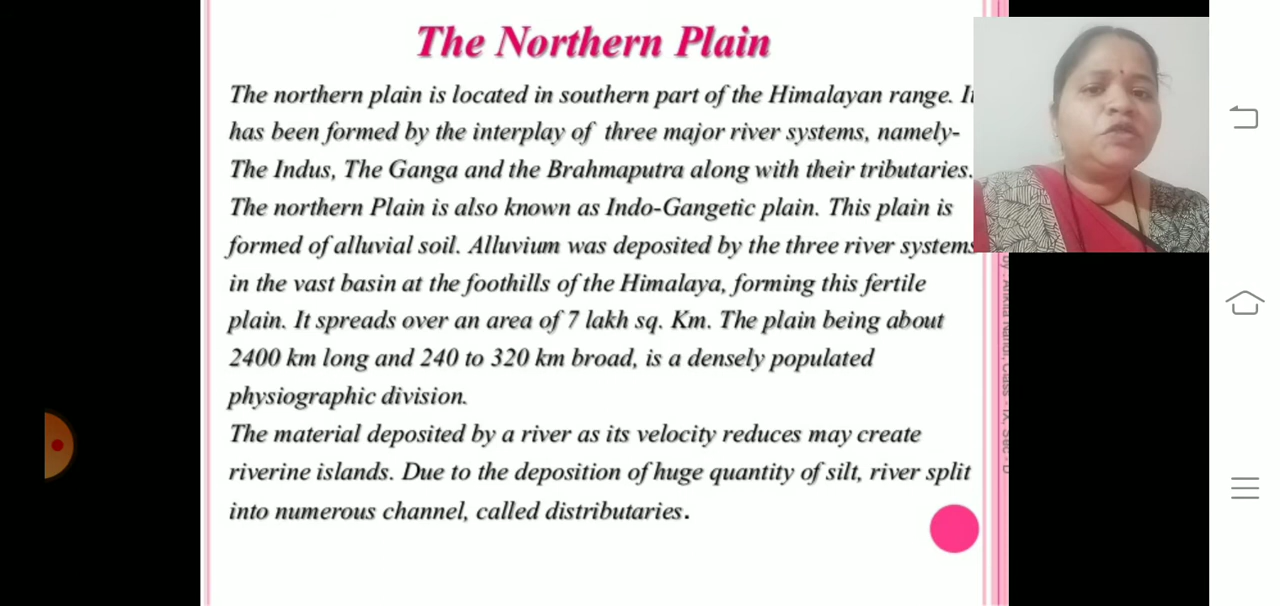 The Northern Plain
The northern plain is located in southern part of the Himalayan range. It
has been formed by the interplay of three major river systems, namely-
The Indus, The Ganga and the Brahmaputra along with their tributaries.
The northern Plain is also known as Indo-Gangetic plain. This plain is
formed of alluvial soil. Alluvium was deposited by the three river systems
in the vast basin at the foothills of the Himalaya, forming this fertile
plain. It spreads over an area of 7 lakh sq. Km. The plain being about
2400 km long and 240 to 320 km broad, is a densely populated
physiographic division.
The material deposited by a river as its velocity reduces may create
riverine islands. Due to the deposition of huge quantity of silt, river split
into numerous channel, called distributaries.
by: Ankita Nandi, Class - IX, Sec - D